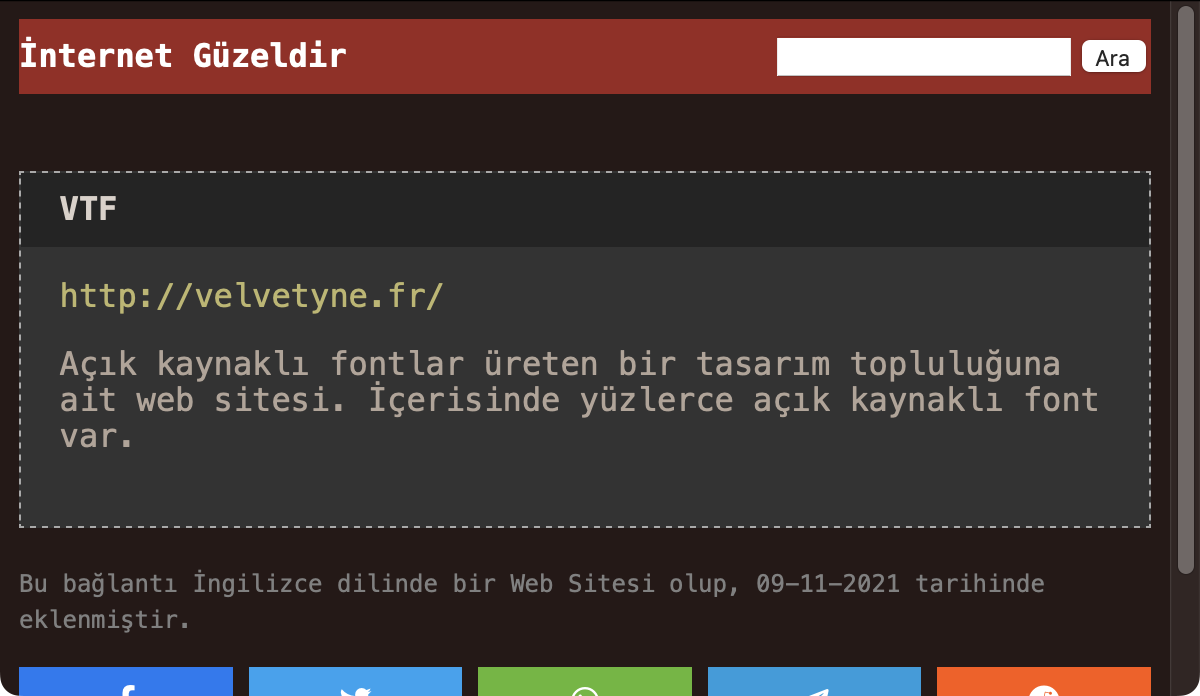 İnternet Güzeldir
Ara
VTF
http://velvetyne.fr/
Açık kaynaklı fontlar üreten bir tasarım topluluğuna
ait web sitesi. İçerisinde yüzlerce açık kaynaklı font
var.
Bu bağlantı İngilizce dilinde bir Web Sitesi olup, 09-11-2021 tarihinde
eklenmiştir.